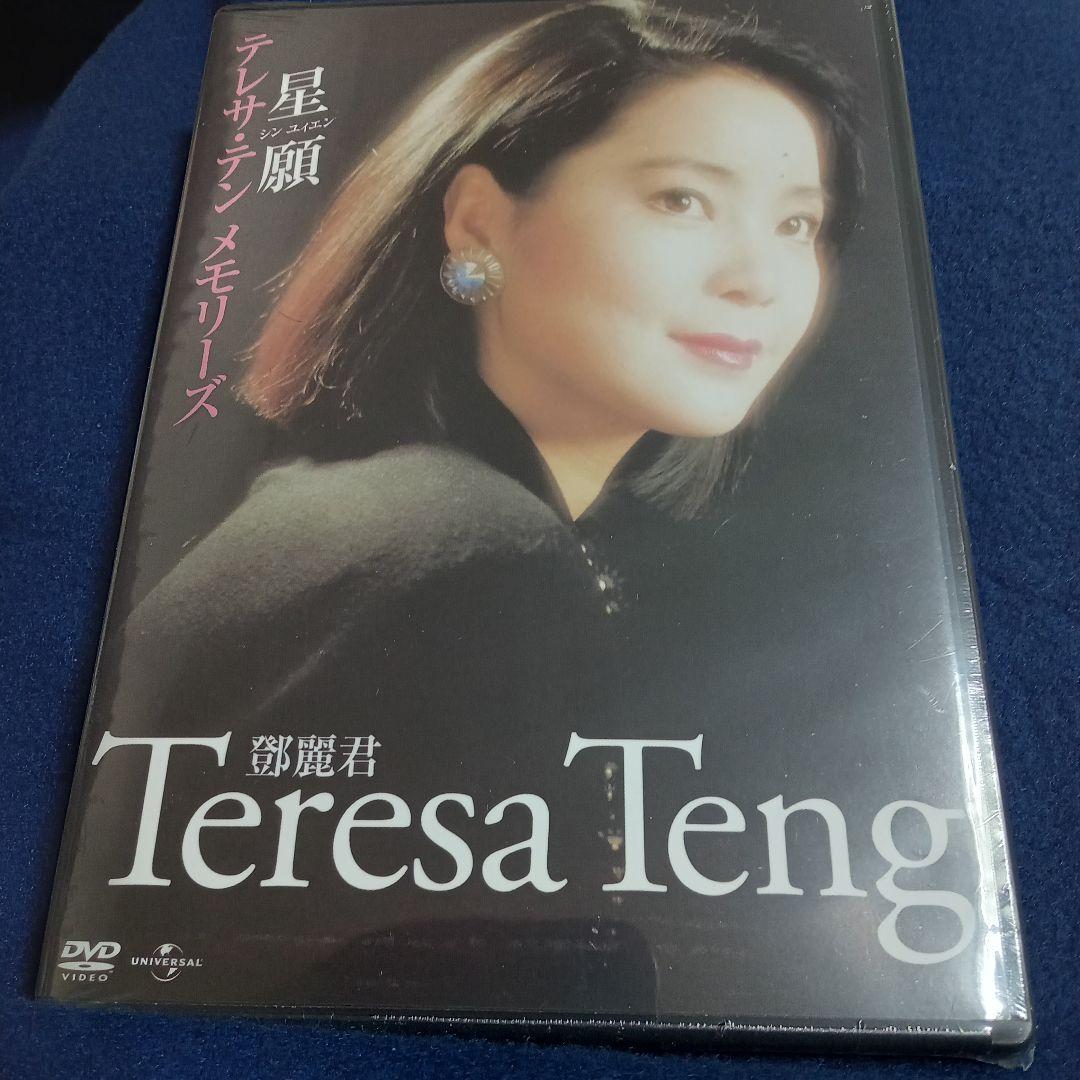 星願
シン ユィエン
テレサ・テン メモリーズ
鄧麗君
Teresa Teng
DVD
VIDEO
UNIVERSAL